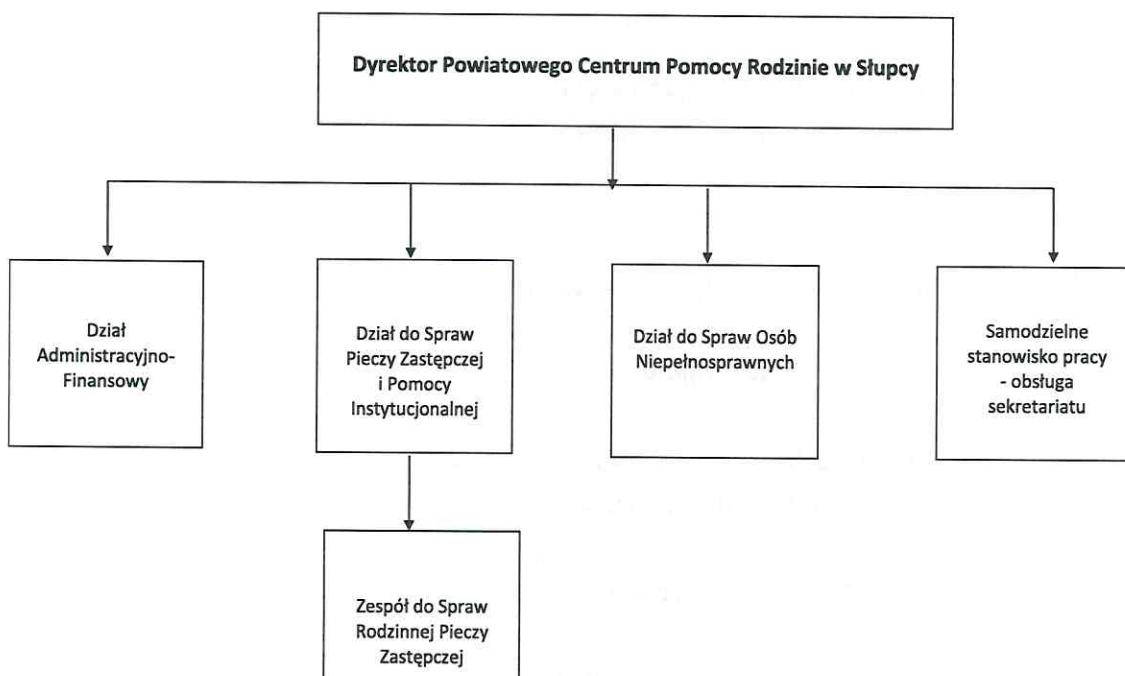 Dyrektor Powiatowego Centrum Pomocy Rodzinie w Słupcy
Dział
Administracyjno-
Finansowy
Dział do Spraw
Pieczy Zastępczej
i Pomocy
Instytucjonalnej
Dział do Spraw Osób
Niepełnosprawnych
Samodzielne
stanowisko pracy
- obsługa
sekretariatu
Zespół do Spraw
Rodzinnej Pieczy
Zastępczej